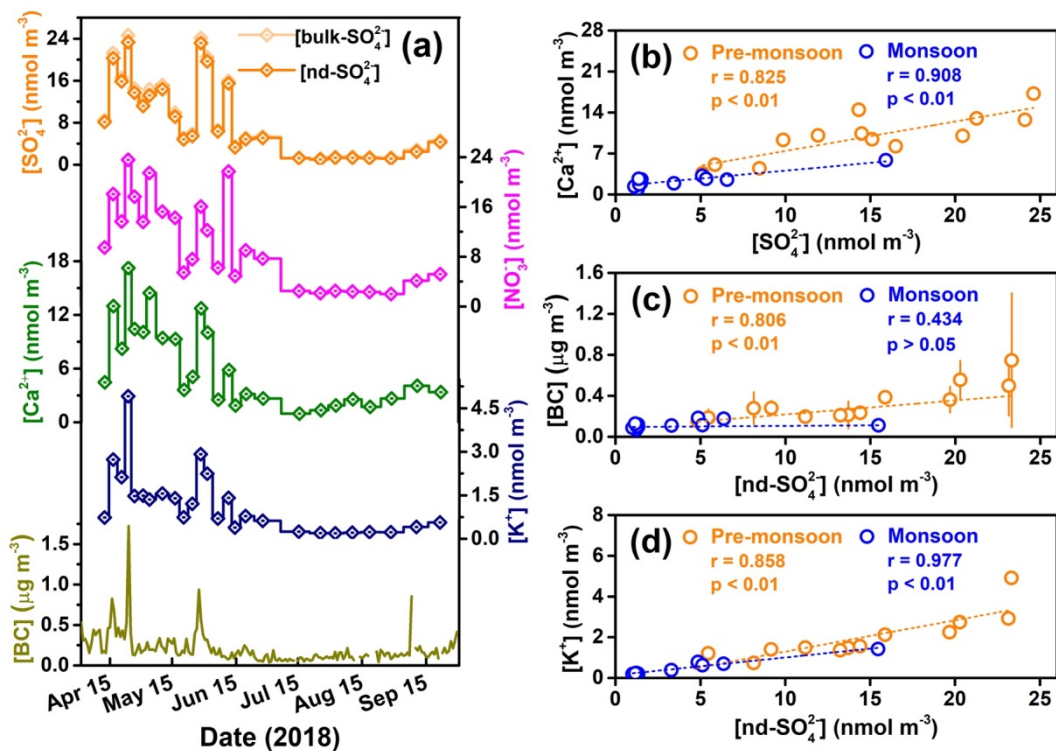 (a)
[bulk-SO₄²⁻]
[nd-SO₄²⁻]
[SO₄²⁻] (nmol m⁻³)
24
16
8
0
[NO₃⁻] (nmol m⁻³)
24
16
8
0
[Ca²⁺] (nmol m⁻³)
18
12
6
0
[K⁺] (nmol m⁻³)
4.5
3.0
1.5
0.0
[BC] (μg m⁻³)
1.5
1.0
0.5
0.0
Apr 15 May 15 Jun 15 Jul 15 Aug 15 Sep 15
Date (2018)
(b)
Pre-monsoon Monsoon
r = 0.825 r = 0.908
p < 0.01 p < 0.01
[Ca²⁺] (nmol m⁻³)
28
21
14
7
0
0 5 10 15 20 25
[SO₄²⁻] (nmol m⁻³)
(c)
Pre-monsoon Monsoon
r = 0.806 r = 0.434
p < 0.01 p > 0.05
[BC] (μg m⁻³)
1.6
1.2
0.8
0.4
0.0
0 5 10 15 20 25
[nd-SO₄²⁻] (nmol m⁻³)
(d)
Pre-monsoon Monsoon
r = 0.858 r = 0.977
p < 0.01 p < 0.01
[K⁺] (nmol m⁻³)
8
6
4
2
0
0 5 10 15 20 25
[nd-SO₄²⁻] (nmol m⁻³)